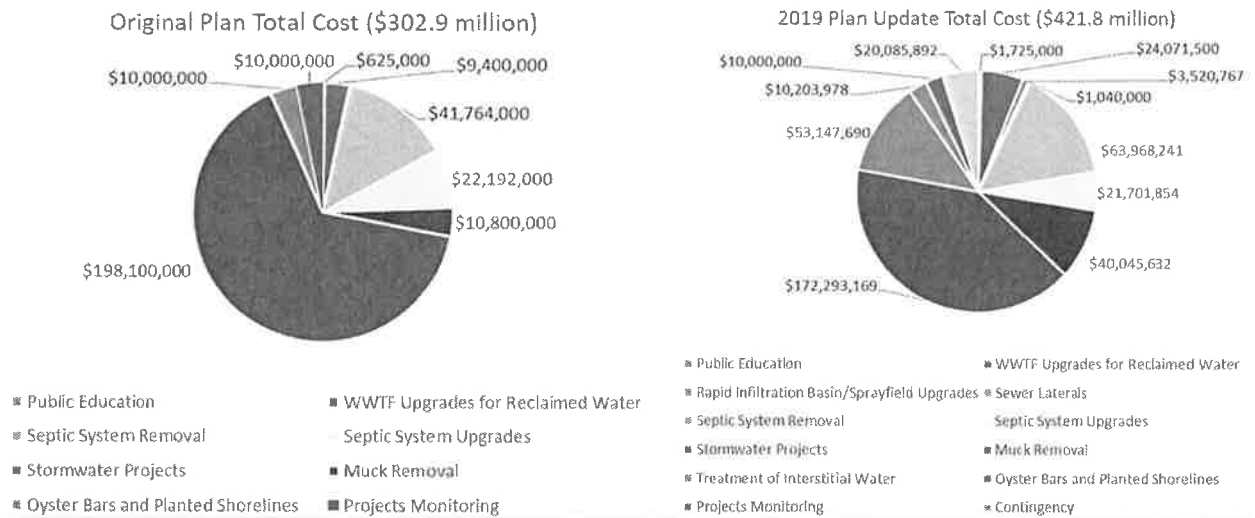 Original Plan Total Cost ($302.9 million)
$10,000,000
$625,000
$9,400,000
$10,000,000
$41,764,000
$22,192,000
$10,800,000
$198,100,000
Public Education
WWTF Upgrades for Reclaimed Water
Septic System Removal
Septic System Upgrades
Stormwater Projects
Muck Removal
Oyster Bars and Planted Shorelines
Projects Monitoring
2019 Plan Update Total Cost ($421.8 million)
$20,085,892
$1,725,000
$24,071,500
$10,000,000
$3,520,767
$10,203,978
$1,040,000
$53,147,690
$63,968,241
$21,701,854
$40,045,632
$172,293,169
Public Education
WWTF Upgrades for Reclaimed Water
Rapid Infiltration Basin/Sprayfield Upgrades
Sewer Laterals
Septic System Removal
Septic System Upgrades
Stormwater Projects
Muck Removal
Treatment of Interstitial Water
Oyster Bars and Planted Shorelines
Projects Monitoring
Contingency